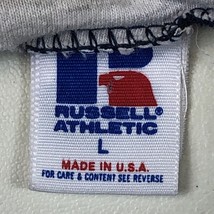 RUSSELL®
ATHLETIC
L
MADE IN U.S.A.
FOR CARE & CONTENT SEE REVERSE